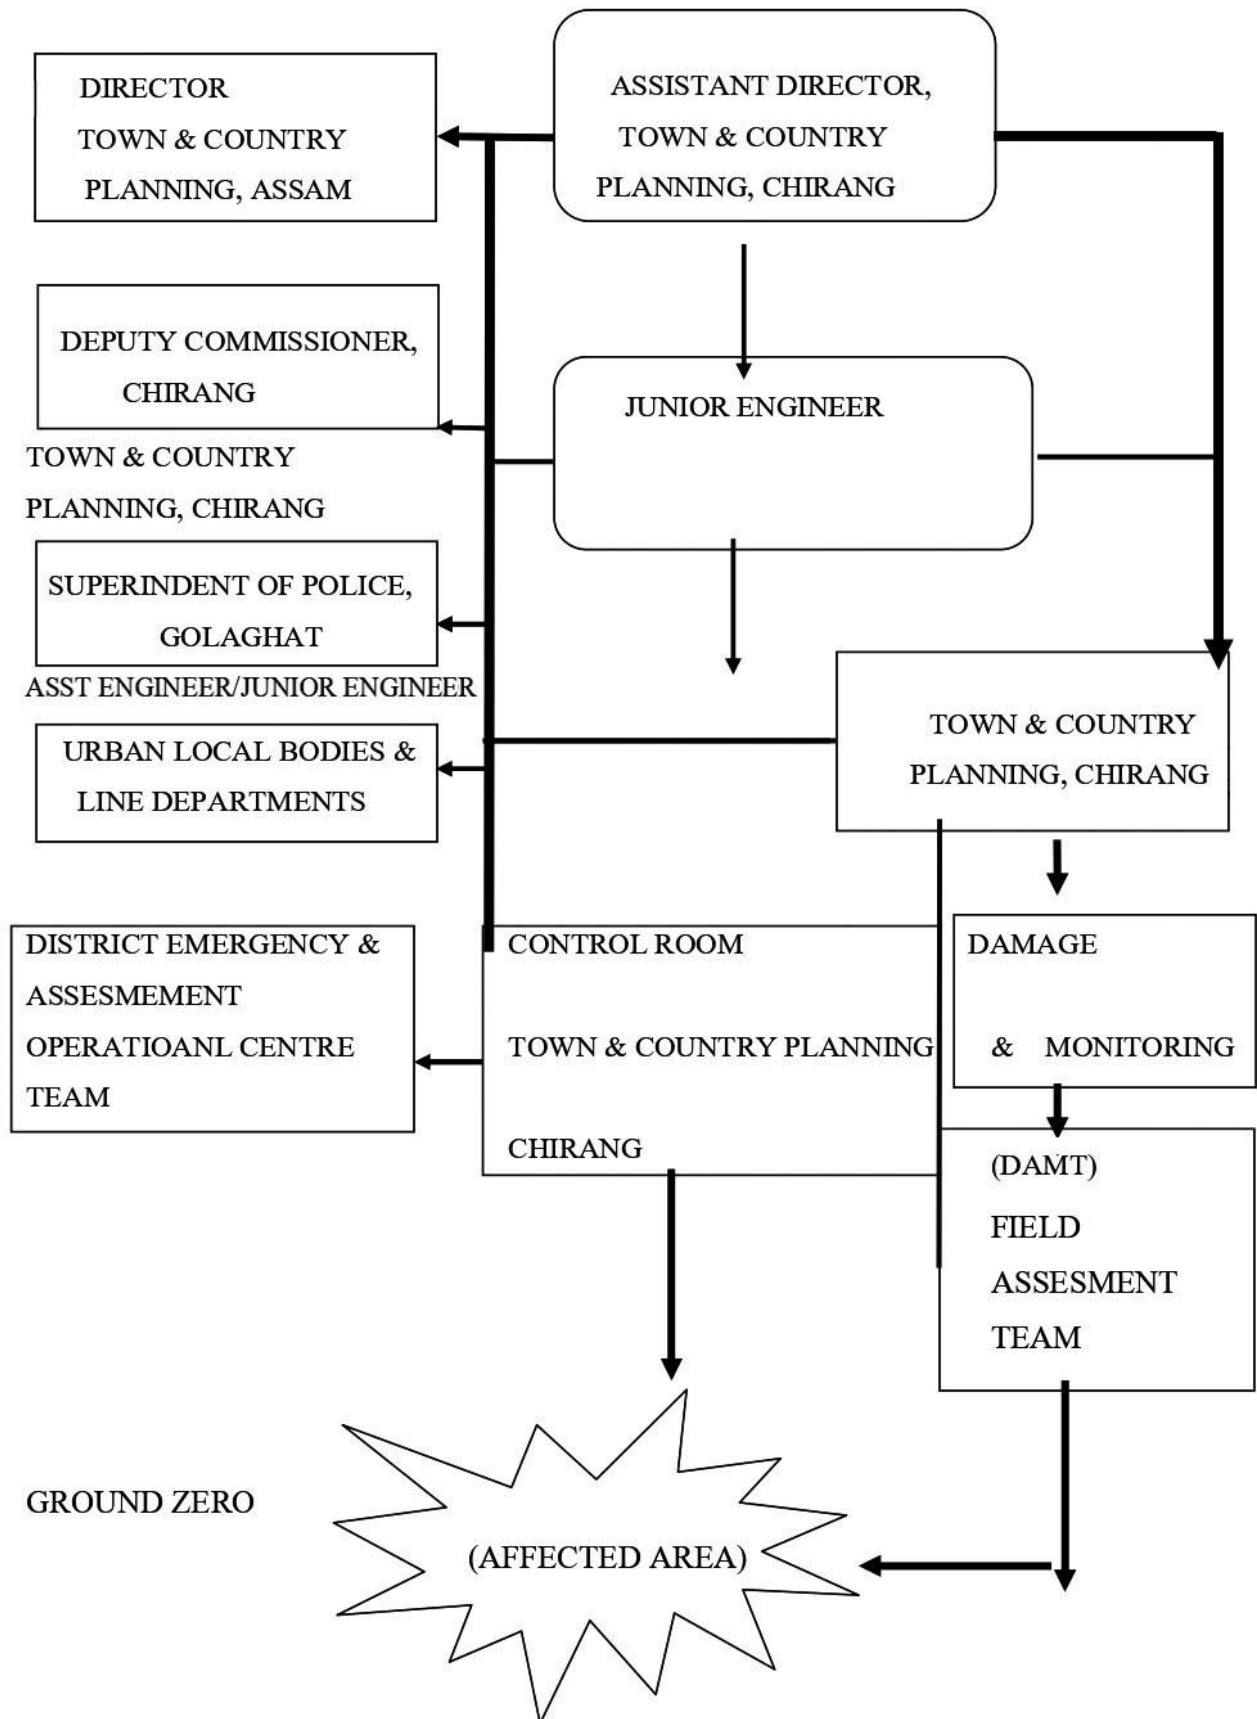 DIRECTOR
TOWN & COUNTRY
PLANNING, ASSAM
ASSISTANT DIRECTOR,
TOWN & COUNTRY
PLANNING, CHIRANG
DEPUTY COMMISSIONER,
CHIRANG
JUNIOR ENGINEER
TOWN & COUNTRY
PLANNING, CHIRANG
SUPERINDENT OF POLICE,
GOLAGHAT
ASST ENGINEER/JUNIOR ENGINEER
URBAN LOCAL BODIES &
LINE DEPARTMENTS
TOWN & COUNTRY
PLANNING, CHIRANG
DISTRICT EMERGENCY &
ASSESMEMENT
OPERATIOANL CENTRE
TEAM
CONTROL ROOM
TOWN & COUNTRY PLANNING
CHIRANG
DAMAGE
& MONITORING
(DAMT)
FIELD
ASSESMENT
TEAM
GROUND ZERO
(AFFECTED AREA)